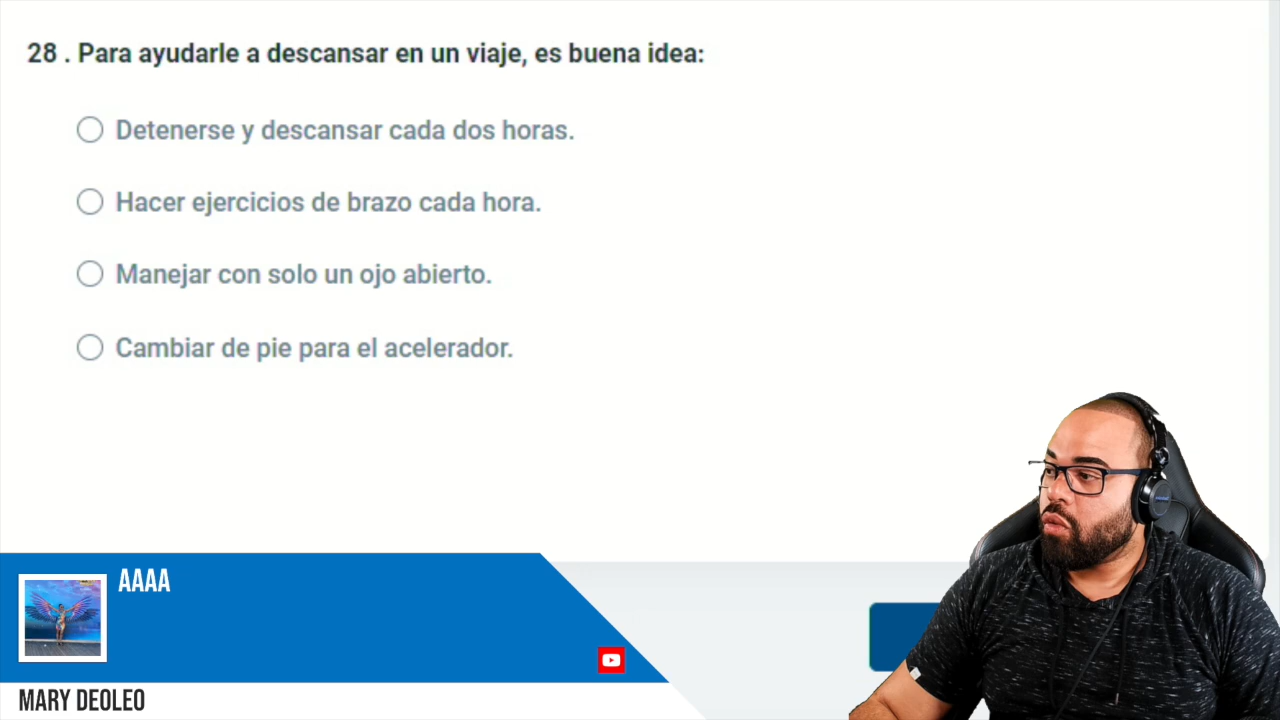 28 . Para ayudarle a descansar en un viaje, es buena idea:
Detenerse y descansar cada dos horas.
Hacer ejercicios de brazo cada hora.
Manejar con solo un ojo abierto.
Cambiar de pie para el acelerador.
AAAA
MARY DEOLEO